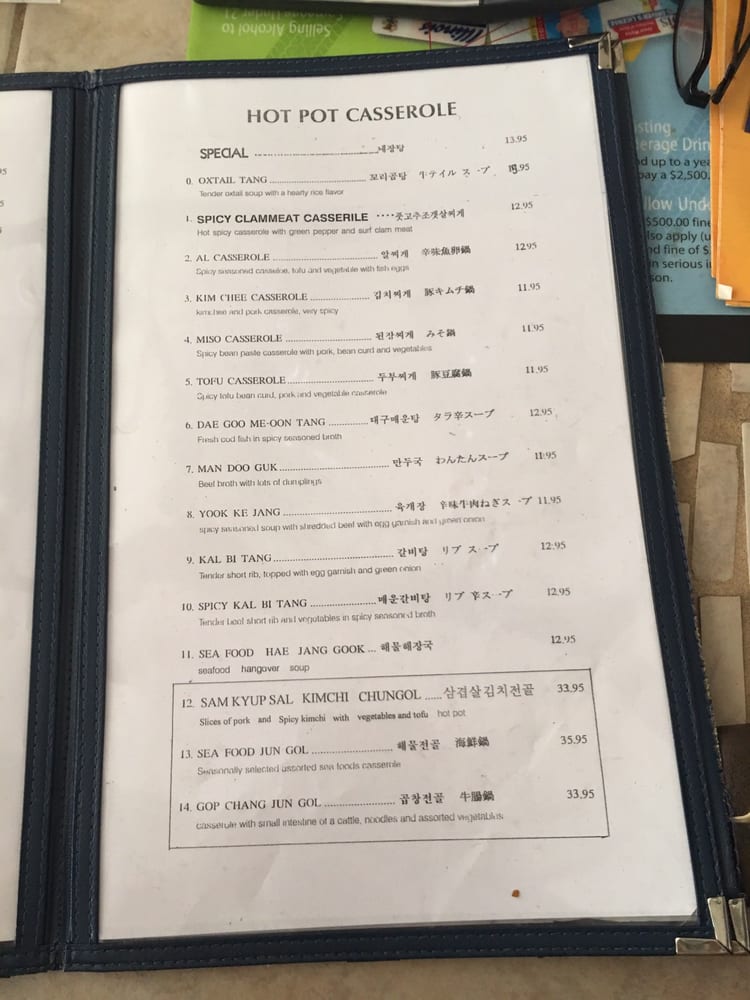 Selling Alcohol to
Someone Under 21
Illinois
HOT POT CASSEROLE
SPECIAL ........................ 내장탕 13.95
0. OXTAIL TANG ........................ 꼬리곰탕 牛テイル スープ .95
Tender oxtail soup with a hearty rice flavor
1. SPICY CLAMMEAT CASSERILE ････풋고추조갯살찌게 12.95
Hot spicy casserole with green pepper and surf clam meat
2. AL CASSEROLE ........................ 알찌게 辛味魚卵鍋 12.95
Spicy seasoned casseloe, tofu and vegetable with fish eggs
3. KIM CHEE CASSEROLE ................ 김치찌게 豚キムチ鍋 11.95
kimchee and pork casserole, very spicy
4. MISO CASSEROLE ........................ 된장찌게 みそ鍋 11.95
Spicy bean paste casserole with pork, bean curd and vegetables
5. TOFU CASSEROLE ........................ 두부찌게 豚豆腐鍋 11.95
Spicy tofu bean curd, pork and vegetable casserole
6. DAE GOO ME-OON TANG ............ 대구매운탕 タラ辛スープ 12.95
Fresh cod fish in spicy seasoned broth
7. MAN DOO GUK ........................ 만두국 わんたんスープ 11.95
Beef broth with lots of dumplings
8. YOOK KE JANG ........................ 육개장 辛味牛肉ねぎスープ 11.95
spicy seasoned soup with shredded beef with egg garnish and green onion
9. KAL BI TANG ........................ 갈비탕 リブ スープ 12.95
Tender short rib, topped with egg garnish and green onion
10. SPICY KAL BI TANG ................ 매운갈비탕 リブ 辛スープ 12.95
Tender beef short rib and vegetables in spicy seasoned broth
11. SEA FOOD HAE JANG GOOK ... 해물해장국 12.95
seafood hangover soup
12. SAM KYUP SAL KIMCHI CHUNGOL ...... 삼겹살김치전골 33.95
Slices of pork and Spicy kimchi with vegetables and tofu hot pot
13. SEA FOOD JUN GOL ........................ 해물전골 海鮮鍋 35.95
Seasonally selected assorted sea foods casserole
14. GOP CHANG JUN GOL ........................ 곱창전골 牛腸鍋 33.95
casserole with small intestine of a cattle, noodles and assorted vegetables